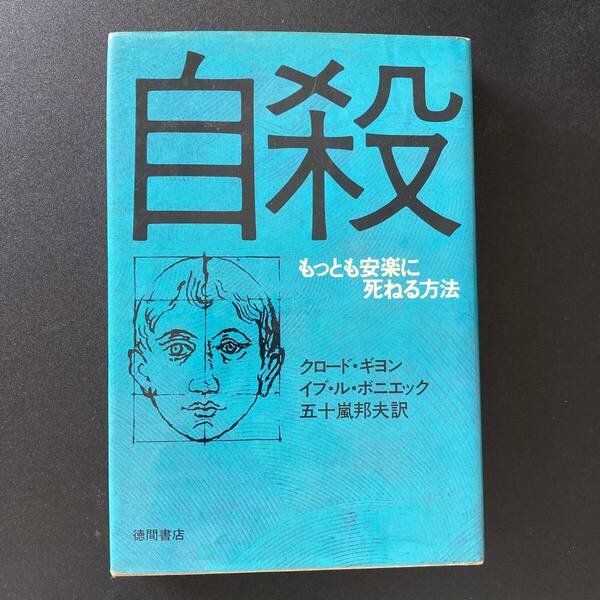 自殺
もっとも安楽に
死ねる方法
クロード・ギヨン
イブ・ル・ボニエック
五十嵐邦夫訳
徳間書店